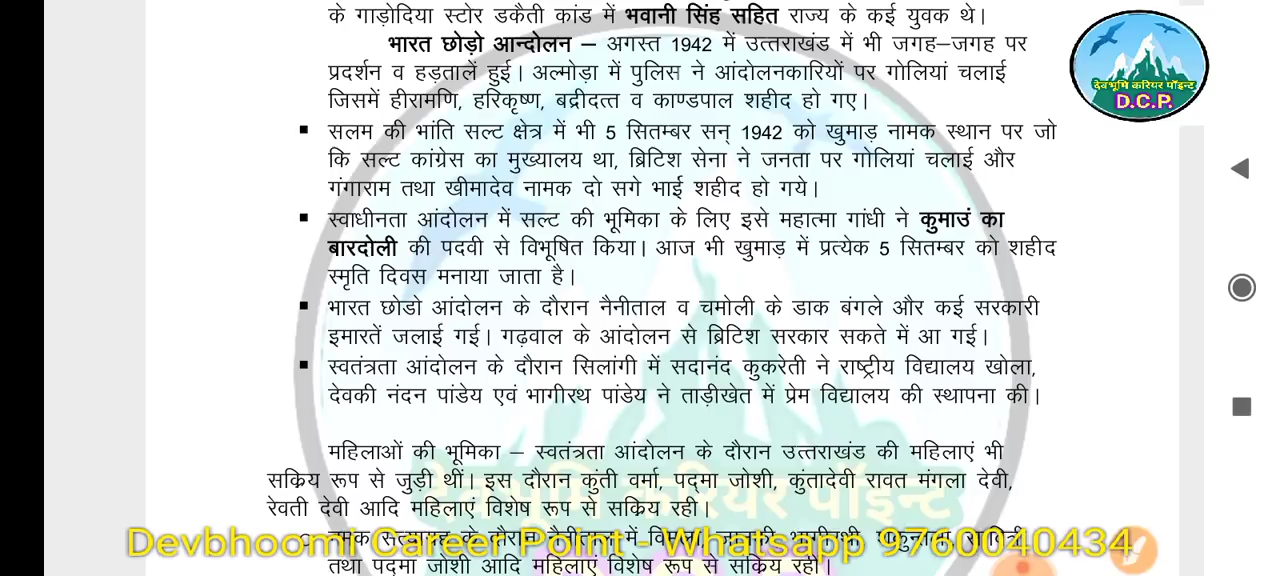 के गाड़ोदिया स्टोर डकैती कांड में भवानी सिंह सहित राज्य के कई युवक थे।
भारत छोड़ो आन्दोलन – अगस्त 1942 में उत्तराखंड में भी जगह–जगह पर
प्रदर्शन व हड़तालें हुई। अल्मोड़ा में पुलिस ने आंदोलनकारियों पर गोलियां चलाई
जिसमें हीरामणि, हरिकृष्ण, बद्रीदत्त व काण्डपाल शहीद हो गए।
देवभूमि करियर पॉइन्ट
D.C.P.
▪ सलम की भांति सल्ट क्षेत्र में भी 5 सितम्बर सन् 1942 को खुमाड़ नामक स्थान पर जो
कि सल्ट कांग्रेस का मुख्यालय था, ब्रिटिश सेना ने जनता पर गोलियां चलाई और
गंगाराम तथा खीमादेव नामक दो सगे भाई शहीद हो गये।
▪ स्वाधीनता आंदोलन में सल्ट की भूमिका के लिए इसे महात्मा गांधी ने कुमाउं का
बारदोली की पदवी से विभूषित किया। आज भी खुमाड़ में प्रत्येक 5 सितम्बर को शहीद
स्मृति दिवस मनाया जाता है।
▪ भारत छोडो आंदोलन के दौरान नैनीताल व चमोली के डाक बंगले और कई सरकारी
इमारतें जलाई गई। गढ़वाल के आंदोलन से ब्रिटिश सरकार सकते में आ गई।
▪ स्वतंत्रता आंदोलन के दौरान सिलांगी में सदानंद कुकरेती ने राष्ट्रीय विद्यालय खोला,
देवकी नंदन पांडेय एवं भागीरथ पांडेय ने ताड़ीखेत में प्रेम विद्यालय की स्थापना की।
महिलाओं की भूमिका – स्वतंत्रता आंदोलन के दौरान उत्तराखंड की महिलाएं भी
सक्रिय रूप से जुड़ी थीं। इस दौरान कुंती वर्मा, पद्मा जोशी, कुंतादेवी रावत मंगला देवी,
देवभूमि करियर पॉइन्ट
रेवती देवी आदि महिलाएं विशेष रूप से सक्रिय रही।
के दौरान नैनीताल में
Devbhoomi Career Point - Whatsapp 9760040434
तथा पद्मा जोशी आदि महिलाएं विशेष रूप से सक्रिय रही।